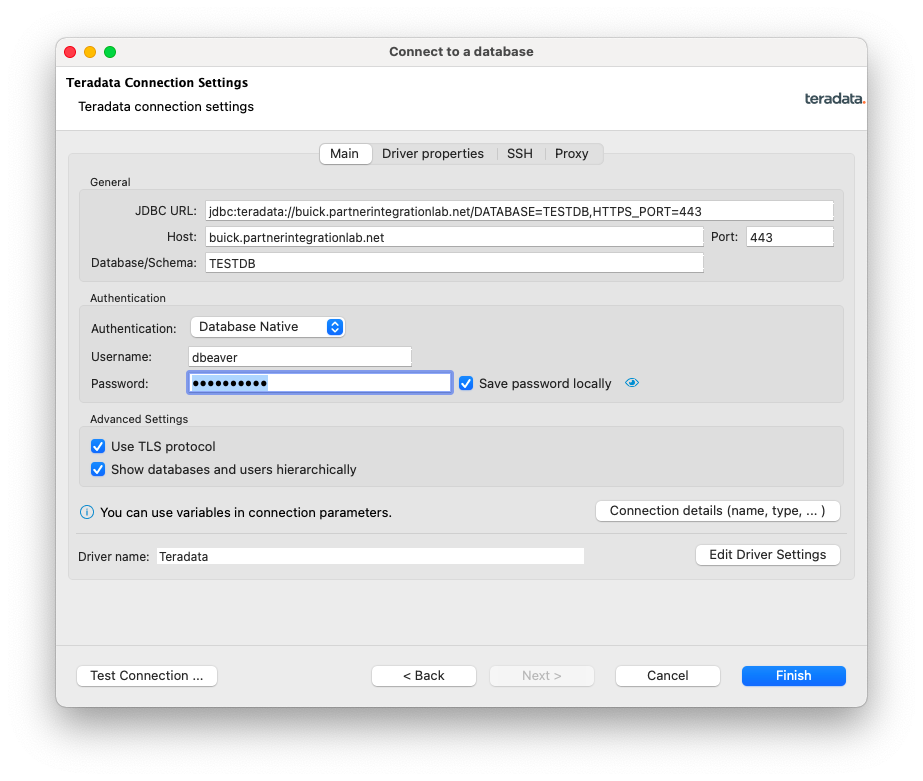 Connect to a database
Teradata Connection Settings
Teradata connection settings
teradata.
Main Driver properties SSH Proxy
General
JDBC URL: jdbc:teradata://buick.partnerintegrationlab.net/DATABASE=TESTDB,HTTPS_PORT=443
Host: buick.partnerintegrationlab.net Port: 443
Database/Schema: TESTDB
Authentication
Authentication: Database Native
Username: dbeaver
Password: ●●●●●●●●●● Save password locally
Advanced Settings
Use TLS protocol
Show databases and users hierarchically
You can use variables in connection parameters. Connection details (name, type, ... )
Driver name: Teradata Edit Driver Settings
Test Connection ... < Back Next > Cancel Finish